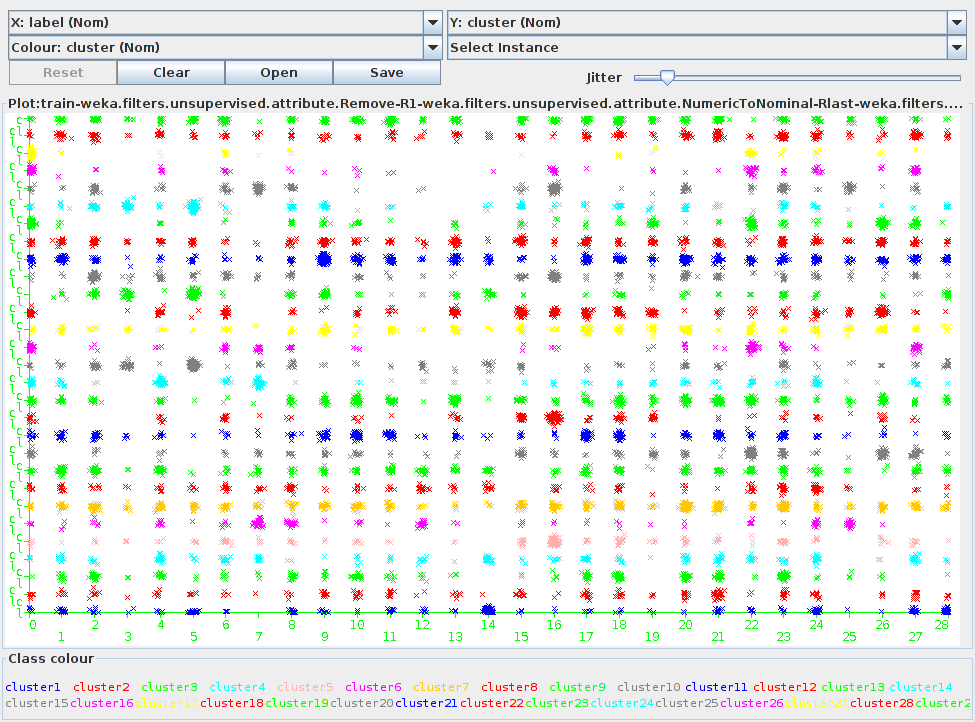 X: label (Nom)
Y: cluster (Nom)
Colour: cluster (Nom)
Select Instance
Reset
Clear
Open
Save
Jitter
Plot:train-weka.filters.unsupervised.attribute.Remove-R1-weka.filters.unsupervised.attribute.NumericToNominal-Rlast-weka.filters....
0 1 2 3 4 5 6 7 8 9 10 11 12 13 14 15 16 17 18 19 20 21 22 23 24 25 26 27 28
Class colour
cluster1 cluster2 cluster3 cluster4 cluster5 cluster6 cluster7 cluster8 cluster9 cluster10 cluster11 cluster12 cluster13 cluster14
cluster15 cluster16 cluster17 cluster18 cluster19 cluster20 cluster21 cluster22 cluster23 cluster24 cluster25 cluster26 cluster27 cluster28